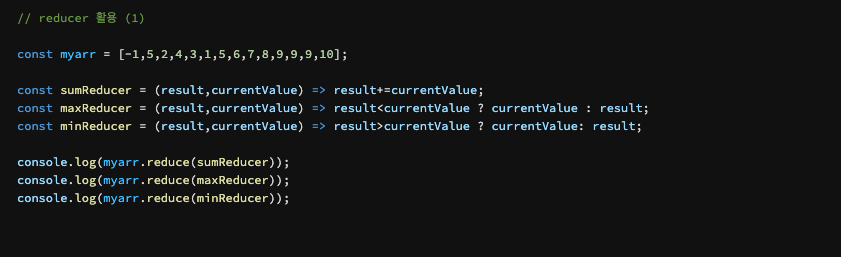 // reducer 활용 (1)
const myarr = [-1,5,2,4,3,1,5,6,7,8,9,9,9,10];
const sumReducer = (result,currentValue) => result+=currentValue;
const maxReducer = (result,currentValue) => result<currentValue ? currentValue : result;
const minReducer = (result,currentValue) => result>currentValue ? currentValue: result;
console.log(myarr.reduce(sumReducer));
console.log(myarr.reduce(maxReducer));
console.log(myarr.reduce(minReducer));